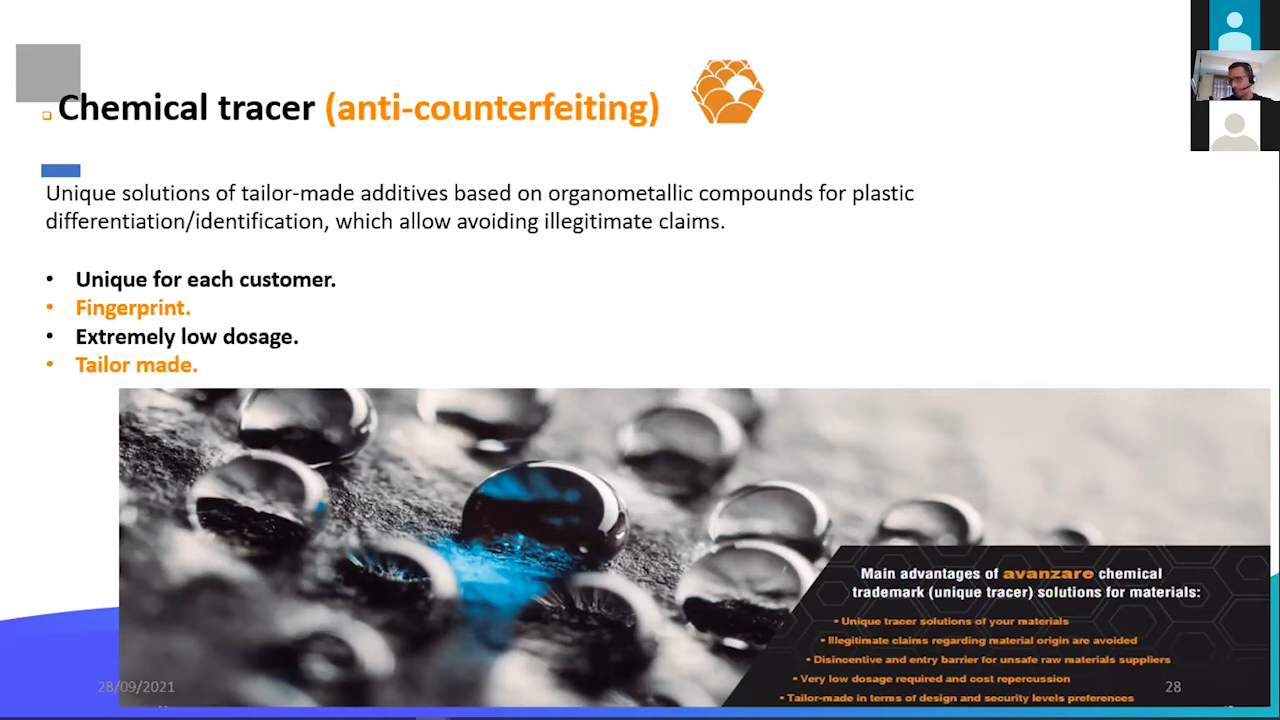 Chemical tracer (anti-counterfeiting)
Unique solutions of tailor-made additives based on organometallic compounds for plastic
differentiation/identification, which allow avoiding illegitimate claims.
• Unique for each customer.
• Fingerprint.
• Extremely low dosage.
• Tailor made.
Main advantages of avanzare chemical
trademark (unique tracer) solutions for materials:
• Unique tracer solutions of your materials
• Illegitimate claims regarding material origin are avoided
• Disincentive and entry barrier for unsafe raw materials suppliers
• Very low dosage required and cost repercussion
• Tailor-made in terms of design and security levels preferences
28/09/2021
28